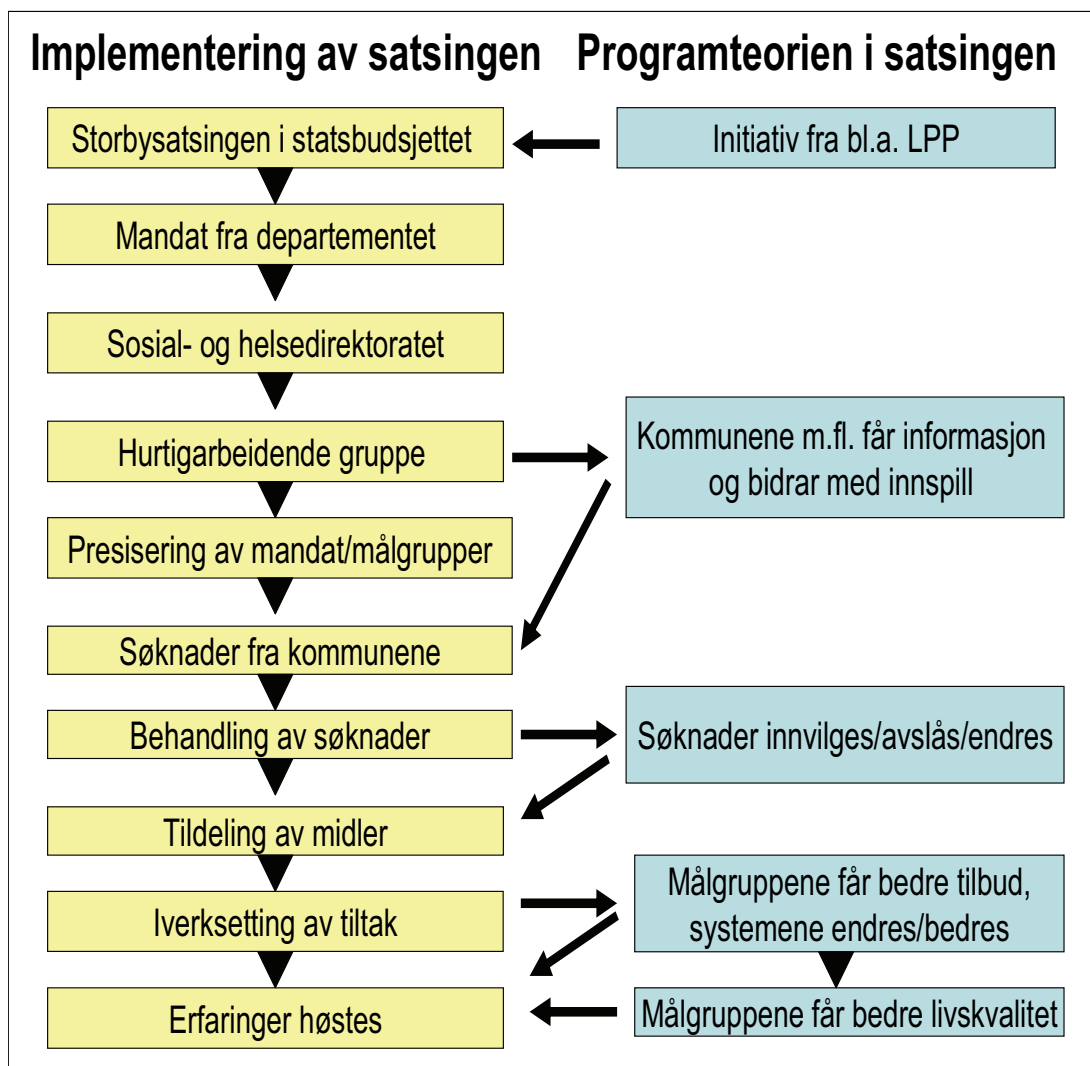 Implementering av satsingen
Programteorien i satsingen
Storbysatsingen i statsbudsjettet
Initiativ fra bl.a. LPP
Mandat fra departementet
Sosial- og helsedirektoratet
Hurtigarbeidende gruppe
Kommunene m.fl. får informasjon
og bidrar med innspill
Presisering av mandat/målgrupper
Søknader fra kommunene
Behandling av søknader
Søknader innvilges/avslås/endres
Tildeling av midler
Iverksetting av tiltak
Målgruppene får bedre tilbud,
systemene endres/bedres
Erfaringer høstes
Målgruppene får bedre livskvalitet